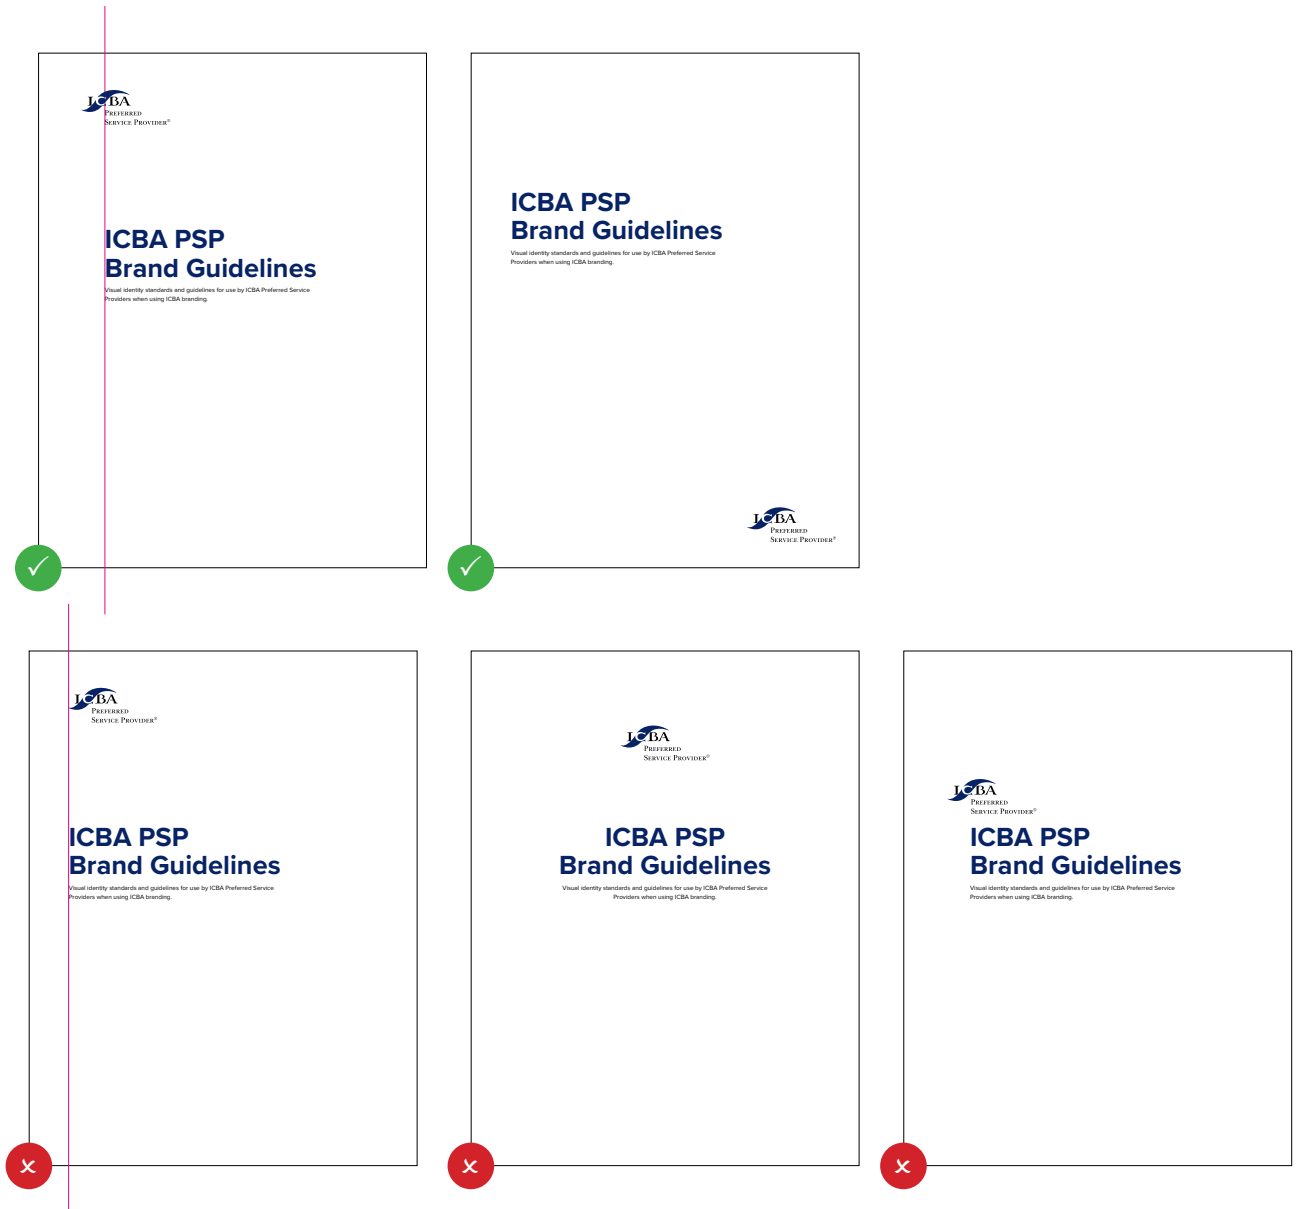 ICBA
PREFERRED
SERVICE PROVIDER®
ICBA PSP
Brand Guidelines
Visual identity standards and guidelines for use by ICBA Preferred Service
Providers when using ICBA branding.
ICBA PSP
Brand Guidelines
Visual identity standards and guidelines for use by ICBA Preferred Service
Providers when using ICBA branding.
ICBA
PREFERRED
SERVICE PROVIDER®
ICBA
PREFERRED
SERVICE PROVIDER®
ICBA PSP
Brand Guidelines
Visual identity standards and guidelines for use by ICBA Preferred Service
Providers when using ICBA branding.
ICBA
PREFERRED
SERVICE PROVIDER®
ICBA PSP
Brand Guidelines
Visual identity standards and guidelines for use by ICBA Preferred Service
Providers when using ICBA branding.
ICBA
PREFERRED
SERVICE PROVIDER®
ICBA PSP
Brand Guidelines
Visual identity standards and guidelines for use by ICBA Preferred Service
Providers when using ICBA branding.